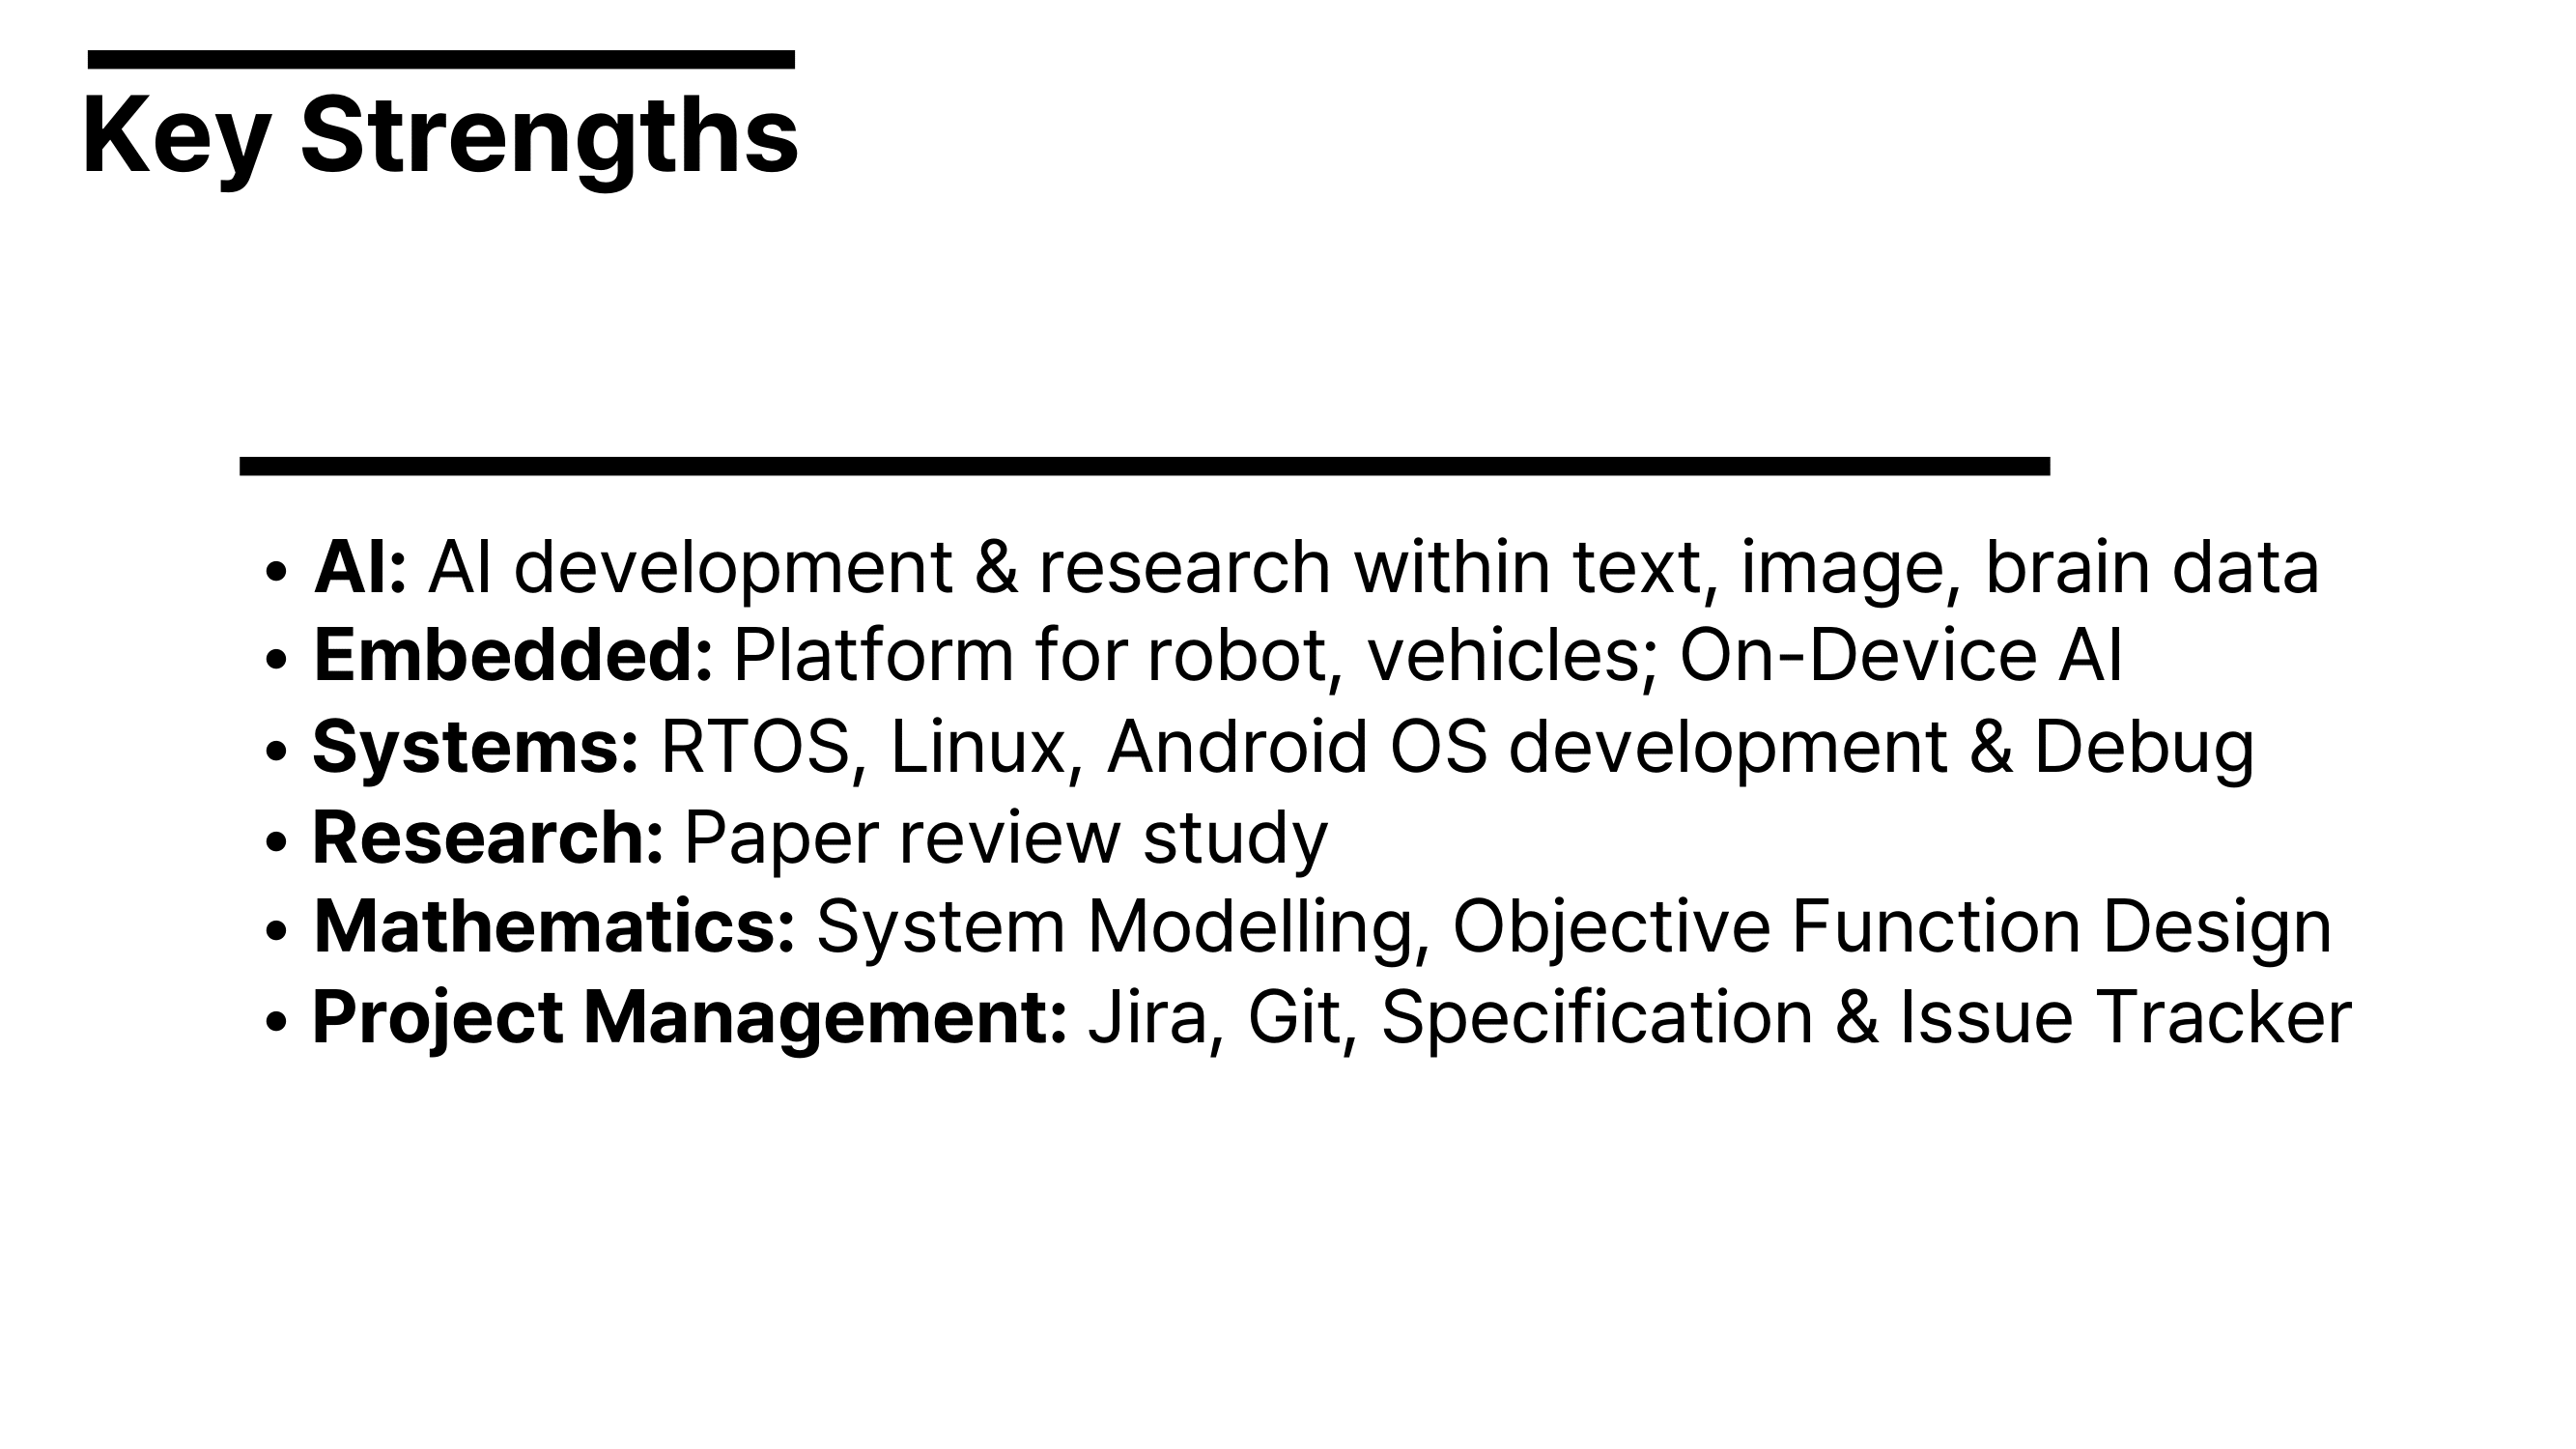 Key Strengths
• AI: AI development & research within text, image, brain data
• Embedded: Platform for robot, vehicles; On-Device AI
• Systems: RTOS, Linux, Android OS development & Debug
• Research: Paper review study
• Mathematics: System Modelling, Objective Function Design
• Project Management: Jira, Git, Specification & Issue Tracker